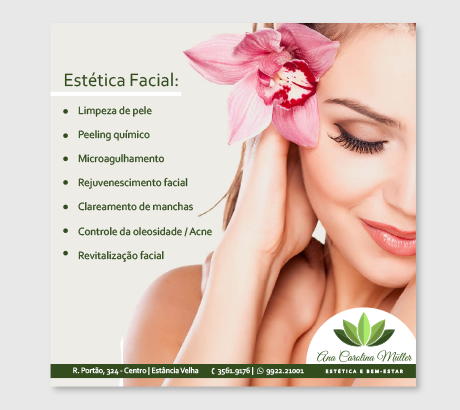 Estética Facial:
• Limpeza de pele
• Peeling químico
• Microagulhamento
• Rejuvenescimento facial
• Clareamento de manchas
• Controle da oleosidade / Acne
• Revitalização facial
Ana Carolina Müller
ESTÉTICA E BEM-ESTAR
R. Portão, 324 - Centro | Estância Velha 3561.9176 | 9922.21001